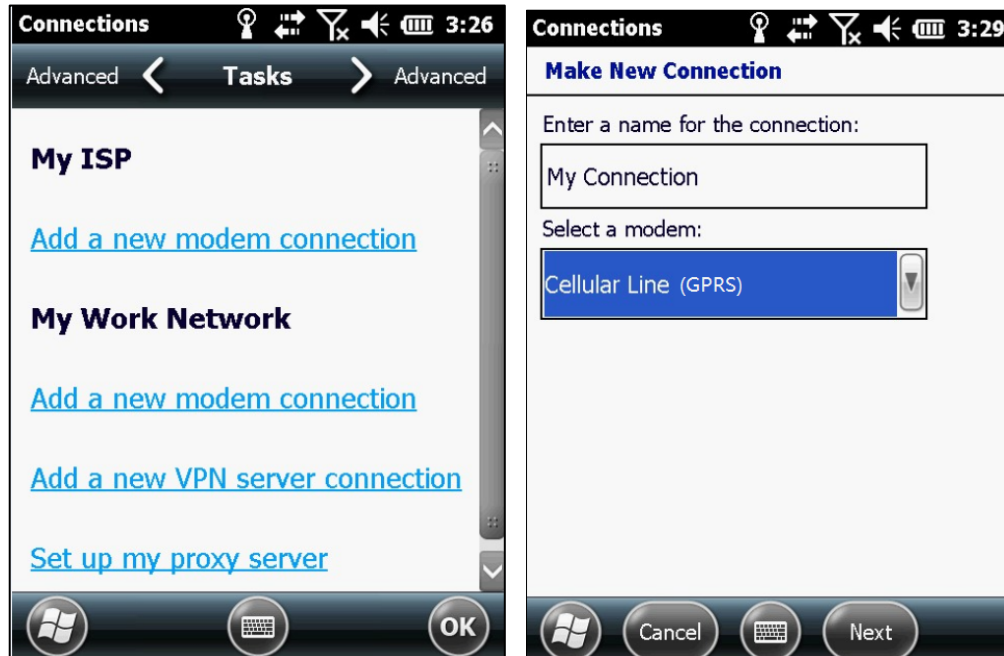 Connections 3:26
Advanced Tasks Advanced
My ISP
Add a new modem connection
My Work Network
Add a new modem connection
Add a new VPN server connection
Set up my proxy server
OK
Connections 3:29
Make New Connection
Enter a name for the connection:
My Connection
Select a modem:
Cellular Line (GPRS)
Cancel Next